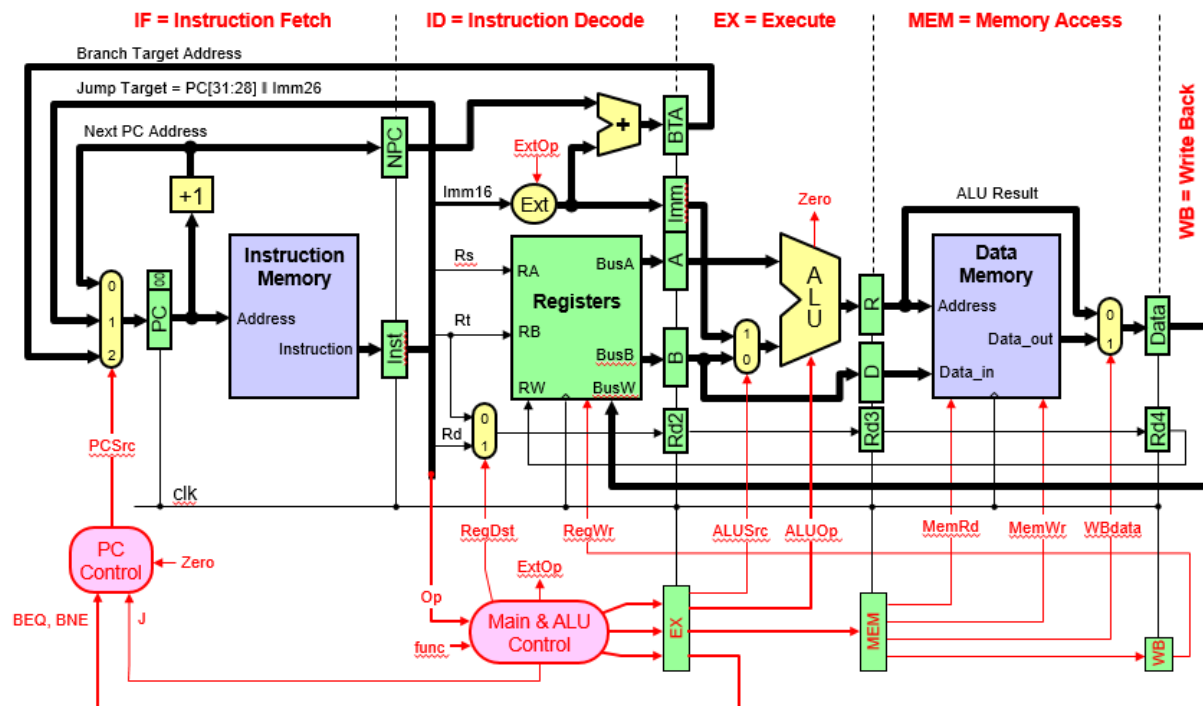 IF = Instruction Fetch
ID = Instruction Decode
EX = Execute
MEM = Memory Access
WB = Write Back
Branch Target Address
Jump Target = PC[31:28] ‖ Imm26
Next PC Address
NPC
+
BTA
ExtOp
+1
Imm16
Ext
Imm
ALU Result
Zero
Instruction Memory
Address
Instruction
Rs
RA
BusA
A
Registers
Rt
RB
BusB
B
RW
BusW
ALU
R
Data Memory
Address
Data_out
Data_in
D
0
1
Data
0
1
2
PC
00
Inst
1
0
Rd
0
1
Rd2
Rd3
Rd4
PCSrc
clk
RegDst
RegWr
ALUSrc
ALUOp
MemRd
MemWr
WBdata
PC Control
Zero
ExtOp
Op
BEQ, BNE
J
func
Main & ALU Control
EX
MEM
WB